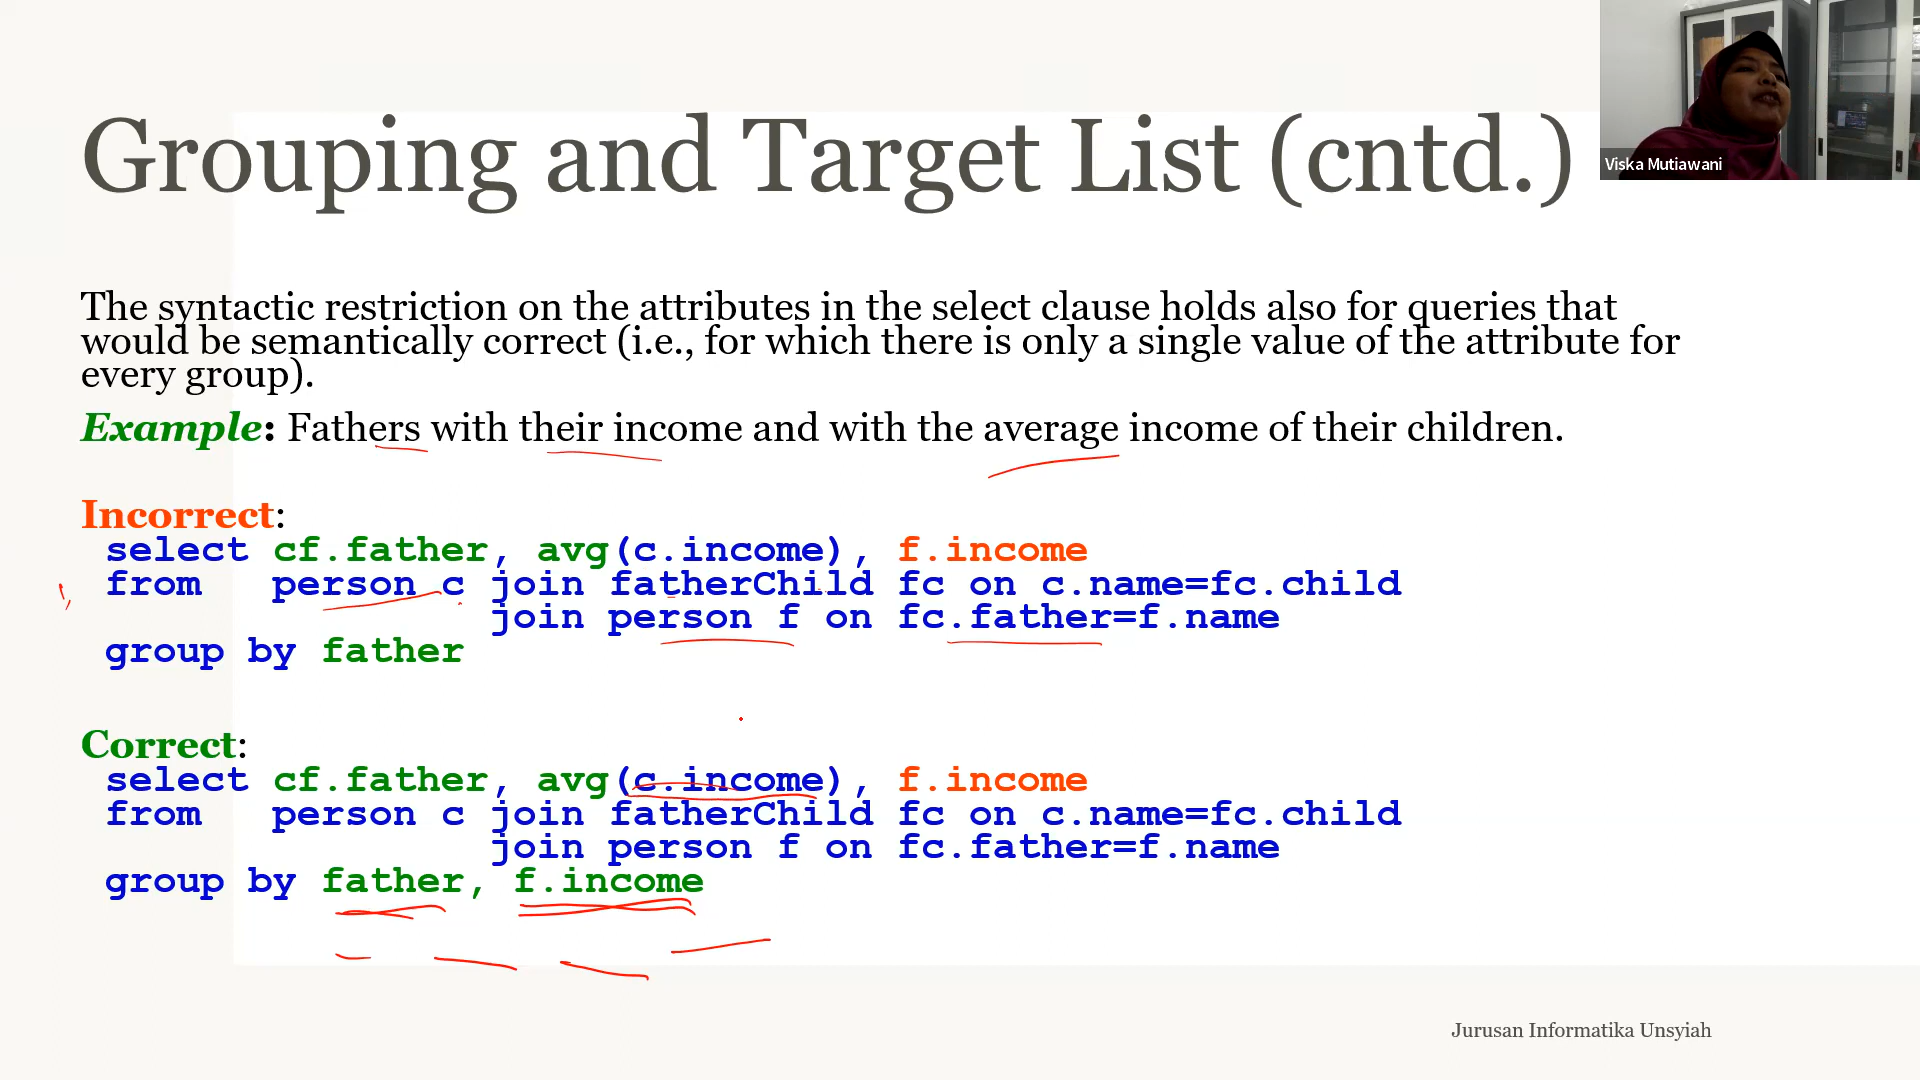 Grouping and Target List (cntd.)
Viska Mutiawani
The syntactic restriction on the attributes in the select clause holds also for queries that
would be semantically correct (i.e., for which there is only a single value of the attribute for
every group).
Example: Fathers with their income and with the average income of their children.
Incorrect:
select cf.father, avg(c.income), f.income
from person c join fatherChild fc on c.name=fc.child
join person f on fc.father=f.name
group by father
Correct:
select cf.father, avg(c.income), f.income
from person c join fatherChild fc on c.name=fc.child
join person f on fc.father=f.name
group by father, f.income
Jurusan Informatika Unsyiah